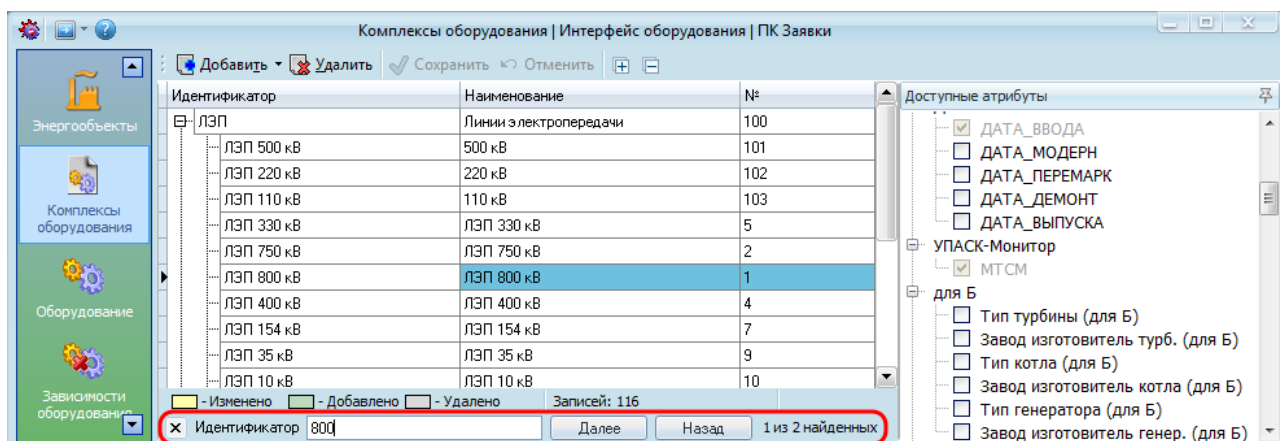 Комплексы оборудования | Интерфейс оборудования | ПК Заявки
Добавить Удалить Сохранить Отменить
Энергообъекты
Комплексы
оборудования
Оборудование
Зависимости
оборудования
Идентификатор Наименование №
ЛЭП Линии электропередачи 100
ЛЭП 500 кВ 500 кВ 101
ЛЭП 220 кВ 220 кВ 102
ЛЭП 110 кВ 110 кВ 103
ЛЭП 330 кВ ЛЭП 330 кВ 5
ЛЭП 750 кВ ЛЭП 750 кВ 2
ЛЭП 800 кВ ЛЭП 800 кВ 1
ЛЭП 400 кВ ЛЭП 400 кВ 4
ЛЭП 154 кВ ЛЭП 154 кВ 7
ЛЭП 35 кВ ЛЭП 35 кВ 9
ЛЭП 10 кВ ЛЭП 10 кВ 10
- Изменено - Добавлено - Удалено Записей: 116
Идентификатор 800 Далее Назад 1 из 2 найденных
Доступные атрибуты
ДАТА_ВВОДА
ДАТА_МОДЕРН
ДАТА_ПЕРЕМАРК
ДАТА_ДЕМОНТ
ДАТА_ВЫПУСКА
УПАСК-Монитор
МТСМ
для Б
Тип турбины (для Б)
Завод изготовитель турб. (для Б)
Тип котла (для Б)
Завод изготовитель котла (для Б)
Тип генератора (для Б)
Завод изготовитель генер. (для Б)